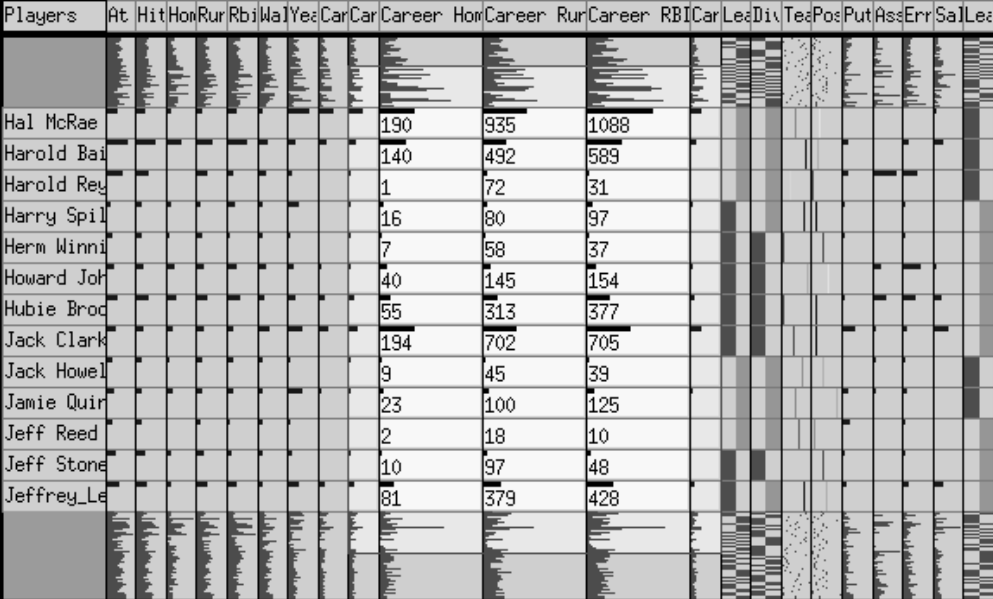 Players At Hit Hom Rur Rbi Wal Yea Car Car Career Hom Career Run Career RBI Car Lea Div Tea Pos Put Ass Err Sal Lea
Hal McRae 190 935 1088
Harold Bai 140 492 589
Harold Rey 1 72 31
Harry Spil 16 80 97
Herm Winni 7 58 37
Howard Joh 40 145 154
Hubie Broo 55 313 377
Jack Clark 194 702 705
Jack Howel 9 45 39
Jamie Quir 23 100 125
Jeff Reed 2 18 10
Jeff Stone 10 97 48
Jeffrey_Le 81 379 428